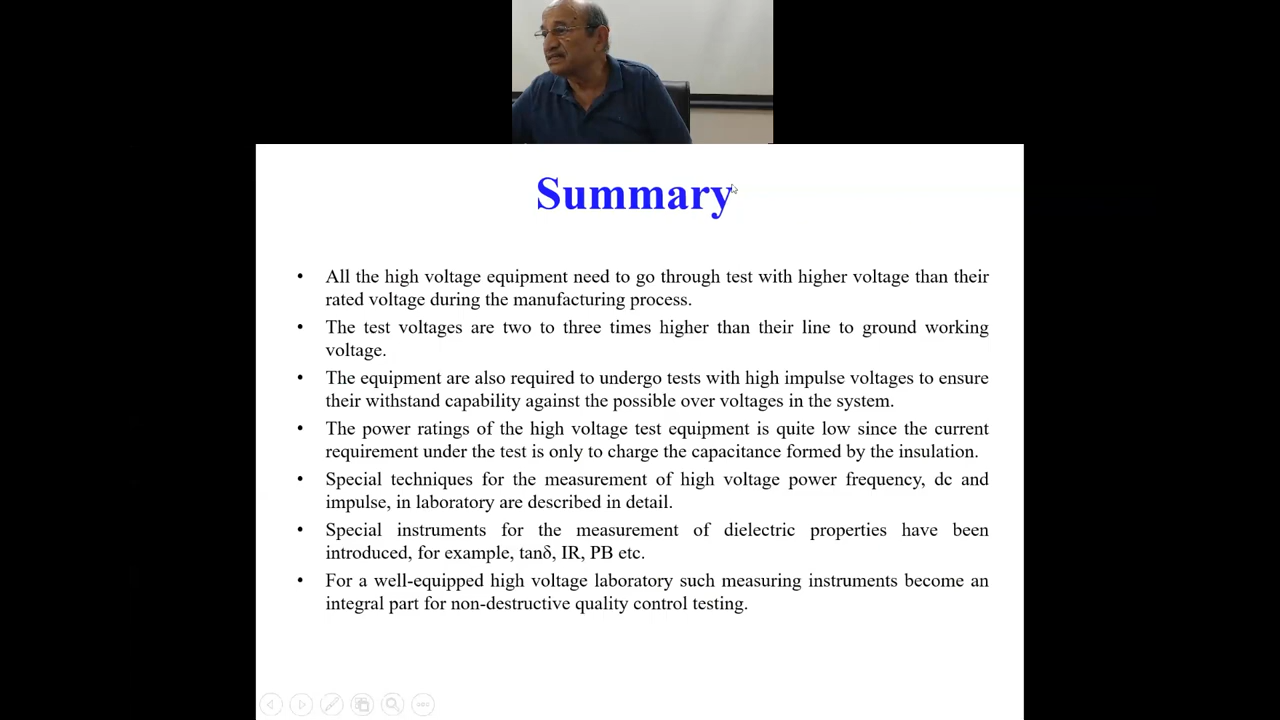 Summary
• All the high voltage equipment need to go through test with higher voltage than their
rated voltage during the manufacturing process.
• The test voltages are two to three times higher than their line to ground working
voltage.
• The equipment are also required to undergo tests with high impulse voltages to ensure
their withstand capability against the possible over voltages in the system.
• The power ratings of the high voltage test equipment is quite low since the current
requirement under the test is only to charge the capacitance formed by the insulation.
• Special techniques for the measurement of high voltage power frequency, dc and
impulse, in laboratory are described in detail.
• Special instruments for the measurement of dielectric properties have been
introduced, for example, tanδ, IR, PB etc.
• For a well-equipped high voltage laboratory such measuring instruments become an
integral part for non-destructive quality control testing.